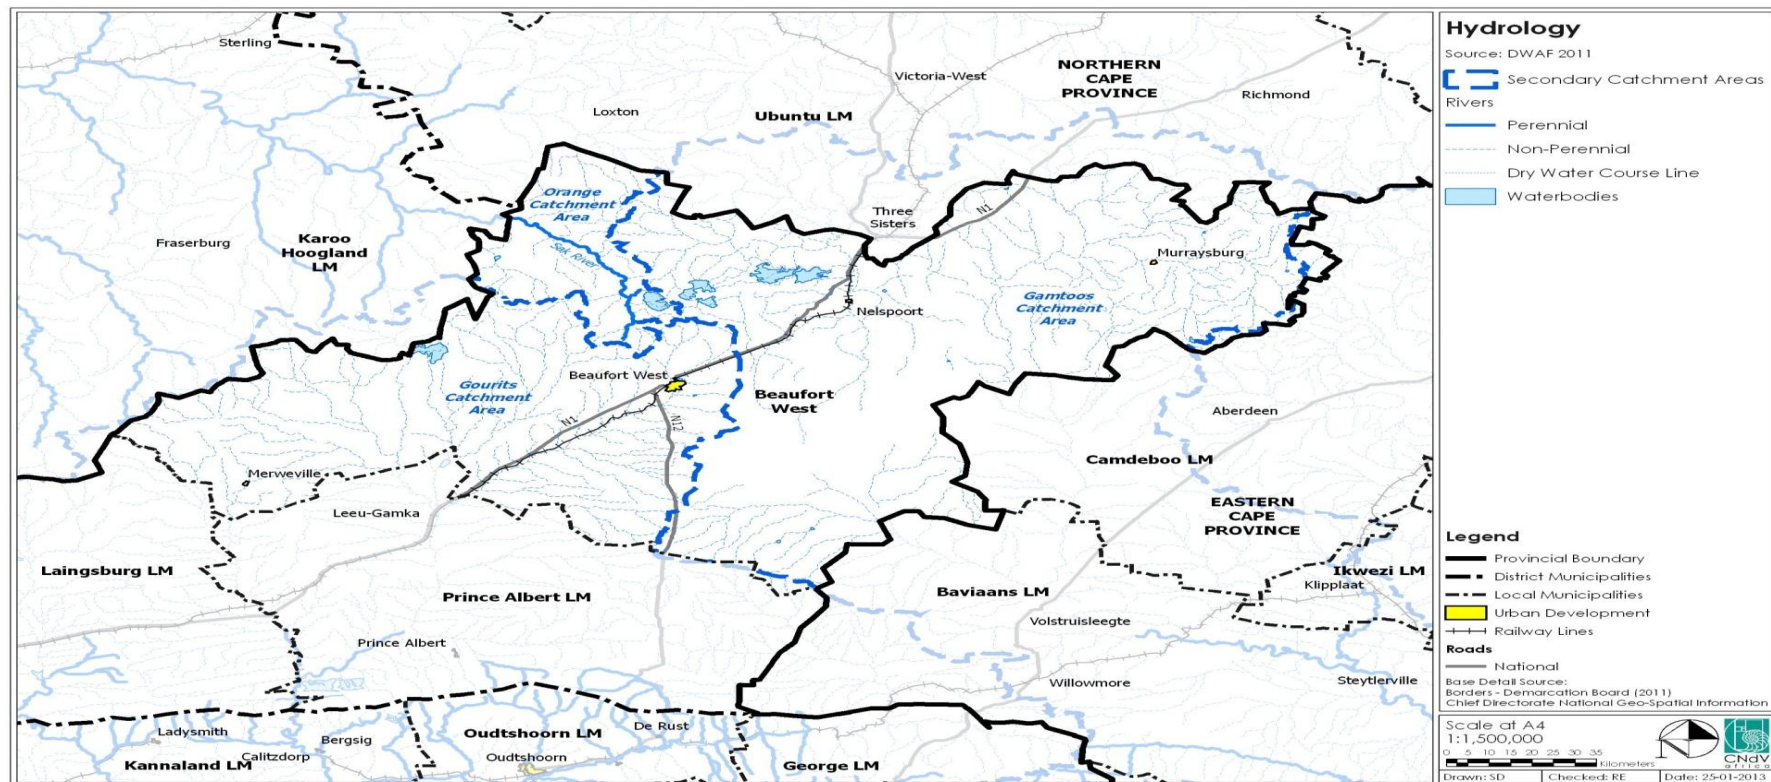 Sterling
Victoria-West
NORTHERN
CAPE
PROVINCE
Richmond
Loxton
Ubuntu LM
Orange
Catchment
Area
Three
Sisters
N1
Fraserburg
Karoo
Hoogland
LM
Sak River
Murraysburg
Nelspoort
Gamtoos
Catchment
Area
Beaufort West
Gourits
Catchment
Area
Beaufort
West
N1
N12
Aberdeen
Merweville
Camdeboo LM
Leeu-Gamka
EASTERN
CAPE
PROVINCE
Laingsburg LM
Prince Albert LM
Baviaans LM
Ikwezi LM
Klipplaat
Volstruisleegte
Prince Albert
Willowmore
Steytlerville
Ladysmith
Bergsig
Calitzdorp
Kannaland LM
De Rust
Oudtshoorn LM
Oudtshoorn
George LM
Hydrology
Source: DWAF 2011
Secondary Catchment Areas
Rivers
Perennial
Non-Perennial
Dry Water Course Line
Waterbodies
Legend
Provincial Boundary
District Municipalities
Local Municipalities
Urban Development
Railway Lines
Roads
National
Base Detail Source:
Borders - Demarcation Board (2011)
Chief Directorate National Geo-Spatial Information
Scale at A4
1:1,500,000
0 5 10 15 20 25 30 35
Kilometers
CNdV
africa
Drawn: SD Checked: RE Date: 25-01-2013